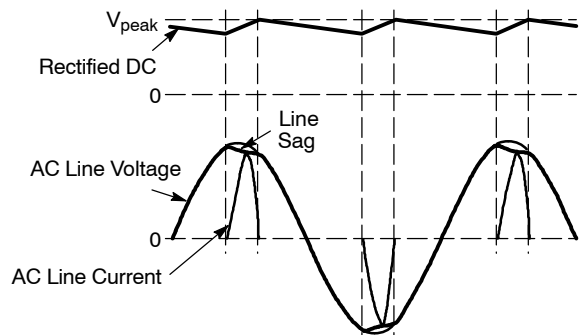 Vpeak
Rectified DC
0
Line
Sag
AC Line Voltage
0
AC Line Current